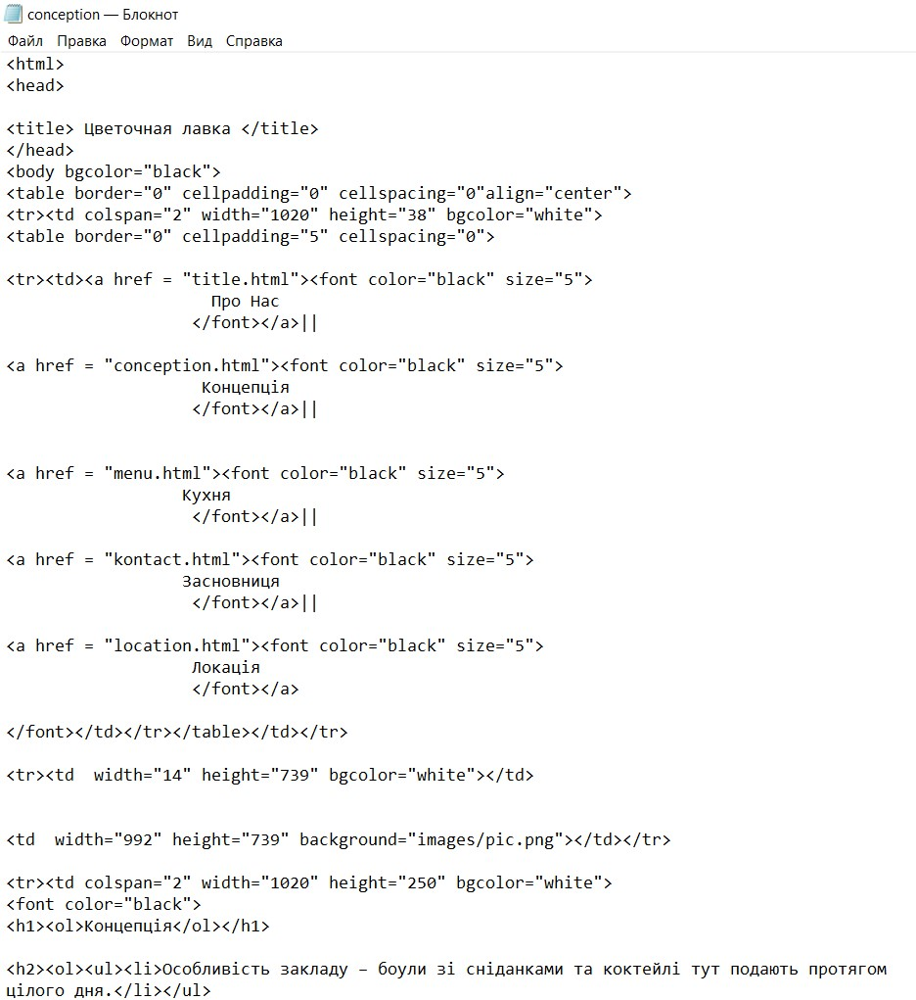 conception — Блокнот
Файл Правка Формат Вид Справка
<html>
<head>
<title> Цветочная лавка </title>
</head>
<body bgcolor="black">
<table border="0" cellpadding="0" cellspacing="0"align="center">
<tr><td colspan="2" width="1020" height="38" bgcolor="white">
<table border="0" cellpadding="5" cellspacing="0">
<tr><td><a href = "title.html"><font color="black" size="5">
Про Нас
</font></a>||
<a href = "conception.html"><font color="black" size="5">
Концепція
</font></a>||
<a href = "menu.html"><font color="black" size="5">
Кухня
</font></a>||
<a href = "kontact.html"><font color="black" size="5">
Засновниця
</font></a>||
<a href = "location.html"><font color="black" size="5">
Локація
</font></a>
</font></td></tr></table></td></tr>
<tr><td  width="14" height="739" bgcolor="white"></td>
<td  width="992" height="739" background="images/pic.png"></td></tr>
<tr><td colspan="2" width="1020" height="250" bgcolor="white">
<font color="black">
<h1><ol>Концепція</ol></h1>
<h2><ol><ul><li>Особливість закладу – боули зі сніданками та коктейлі тут подають протягом
цілого дня.</li></ul>